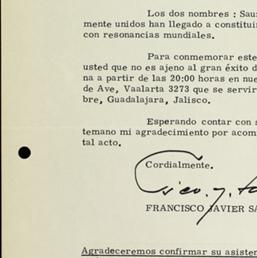 Los dos nombres : Sau
mente unidos han llegado a constitui
con resonancias mundiales.
Para conmemorar este
usted que no es ajeno al gran éxito d
na a partir de las 20:00 horas en nue
de Ave, Vaalarta 3273 que se servir
bre, Guadalajara, Jalisco.
Esperando contar con s
temano mi agradecimiento por acom
tal acto.
Cordialmente.
FRANCISCO JAVIER SA
Agradeceremos confirmar su asisten